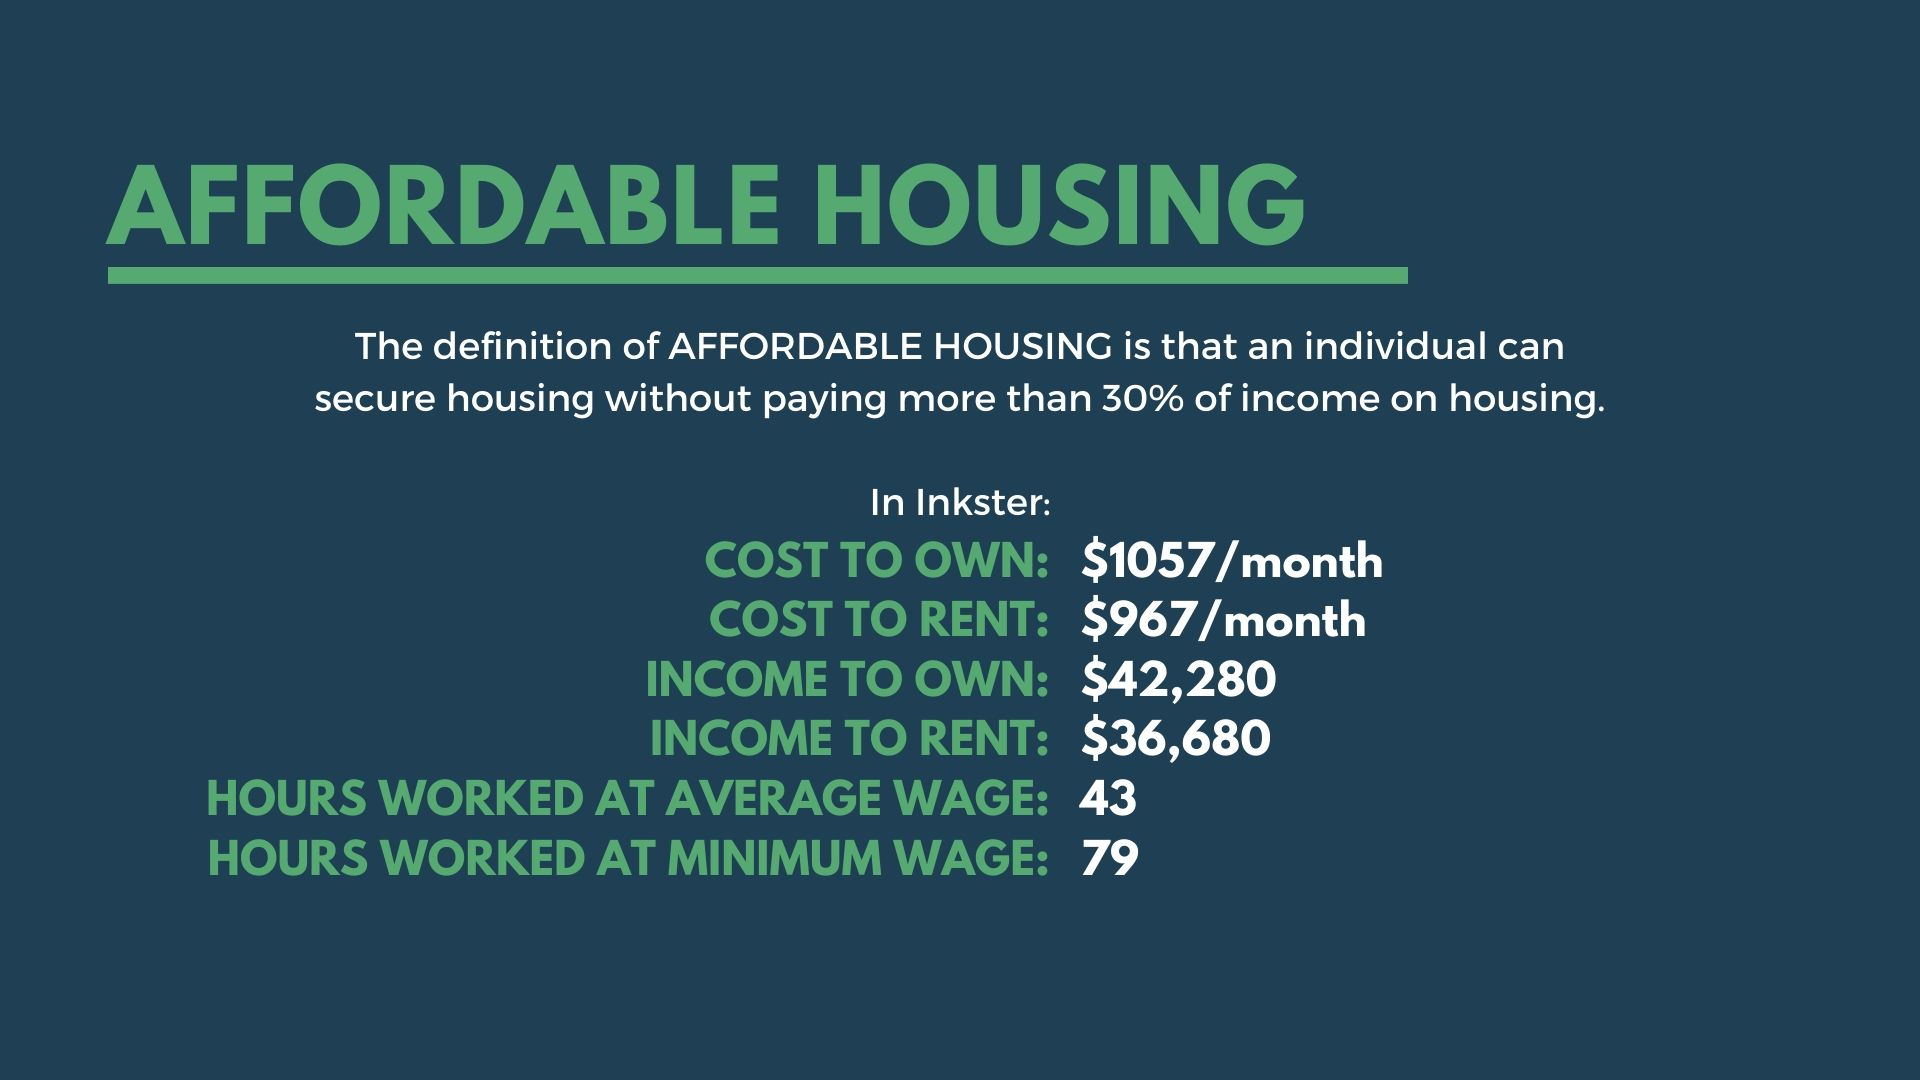 AFFORDABLE HOUSING
The definition of AFFORDABLE HOUSING is that an individual can
secure housing without paying more than 30% of income on housing.
In Inkster:
COST TO OWN: $1057/month
COST TO RENT: $967/month
INCOME TO OWN: $42,280
INCOME TO RENT: $36,680
HOURS WORKED AT AVERAGE WAGE: 43
HOURS WORKED AT MINIMUM WAGE: 79